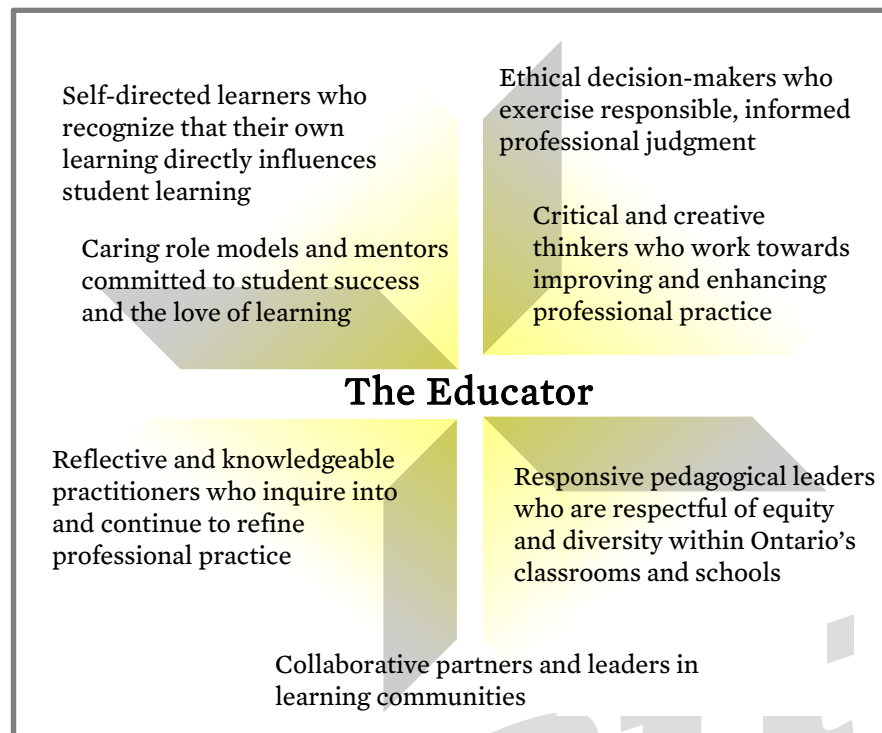 Self-directed learners who
recognize that their own
learning directly influences
student learning
Caring role models and mentors
committed to student success
and the love of learning
Ethical decision-makers who
exercise responsible, informed
professional judgment
Critical and creative
thinkers who work towards
improving and enhancing
professional practice
The Educator
Reflective and knowledgeable
practitioners who inquire into
and continue to refine
professional practice
Responsive pedagogical leaders
who are respectful of equity
and diversity within Ontario’s
classrooms and schools
Collaborative partners and leaders in
learning communities